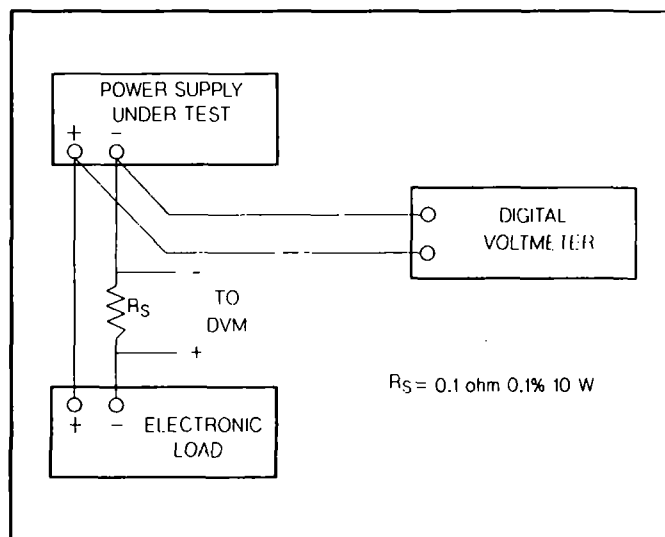 POWER SUPPLY
UNDER TEST
+ -
DIGITAL
VOLTMETER
-
RS
TO
DVM
+
RS = 0.1 ohm 0.1% 10 W
+ -
ELECTRONIC
LOAD